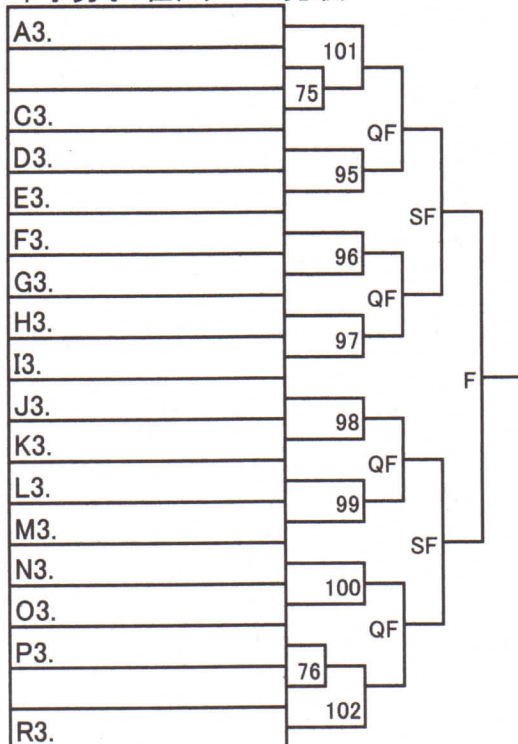 A3.
101
75
C3.
QF
D3.
95
E3.
SF
F3.
96
G3.
QF
H3.
97
I3.
F
J3.
98
K3.
QF
L3.
99
M3.
SF
N3.
100
O3.
QF
P3.
76
102
R3.